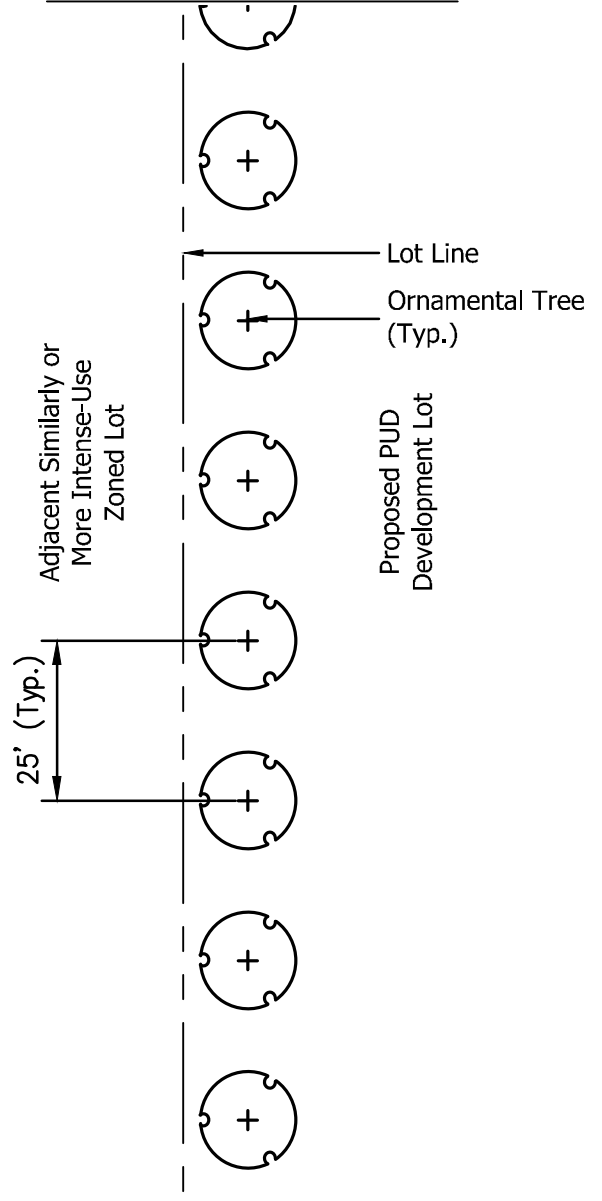 Lot Line
Ornamental Tree
(Typ.)
Adjacent Similarly or
More Intense-Use
Zoned Lot
Proposed PUD
Development Lot
25' (Typ.)